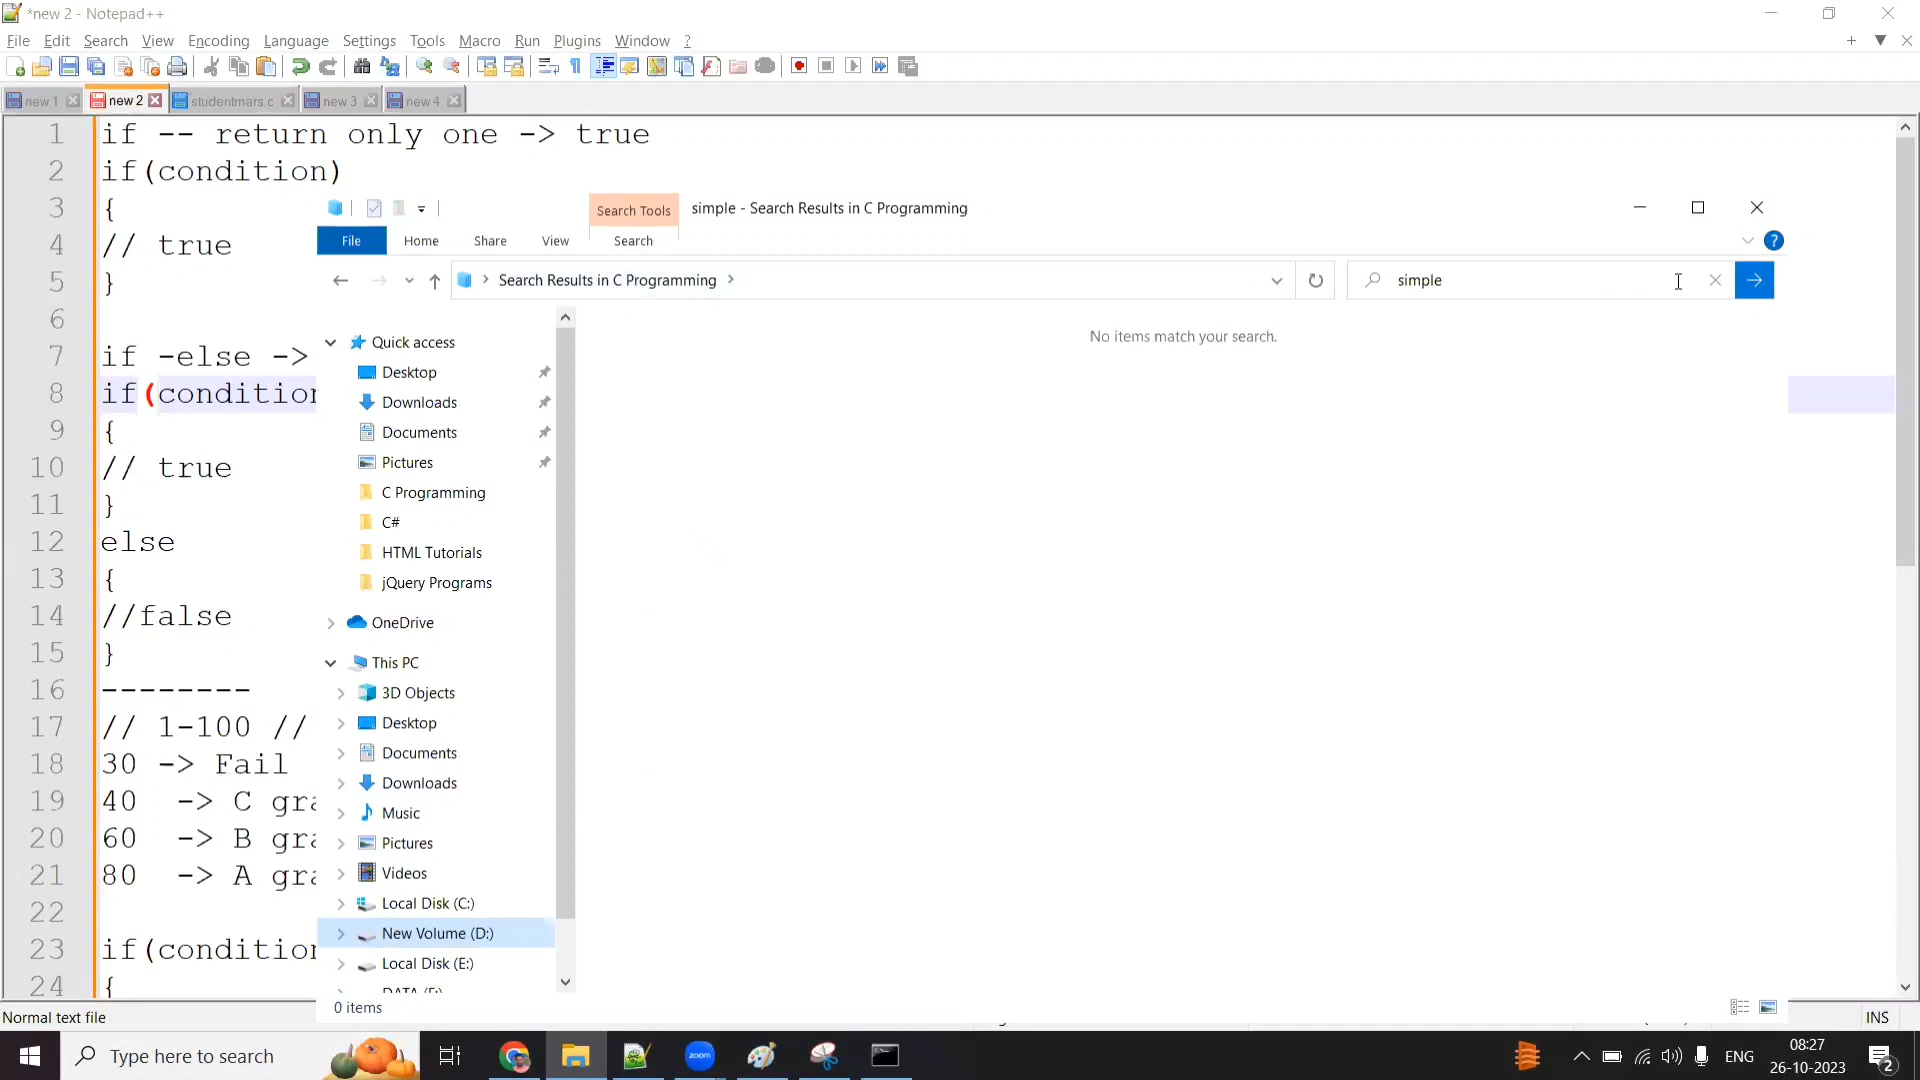 *new 2 - Notepad++
File Edit Search View Encoding Language Settings Tools Macro Run Plugins Window ?
new 1 new 2 studentmars.c new 3 new 4
1 if -- return only one -> true
2 if(condition)
3 {
4 // true
5 }
6
7 if -else ->
8 if(condition
9 {
10 // true
11 }
12 else
13 {
14 //false
15 }
16 --------
17 // 1-100 //
18 30 -> Fail
19 40 -> C gra
20 60 -> B gra
21 80 -> A gra
22
23 if(condition
24 {
Search Tools simple - Search Results in C Programming
File Home Share View Search
Search Results in C Programming
simple
No items match your search.
Quick access
Desktop
Downloads
Documents
Pictures
C Programming
C#
HTML Tutorials
jQuery Programs
OneDrive
This PC
3D Objects
Desktop
Documents
Downloads
Music
Pictures
Videos
Local Disk (C:)
New Volume (D:)
Local Disk (E:)
0 items
Normal text file INS
Type here to search
zoom
ENG
08:27
26-10-2023
2